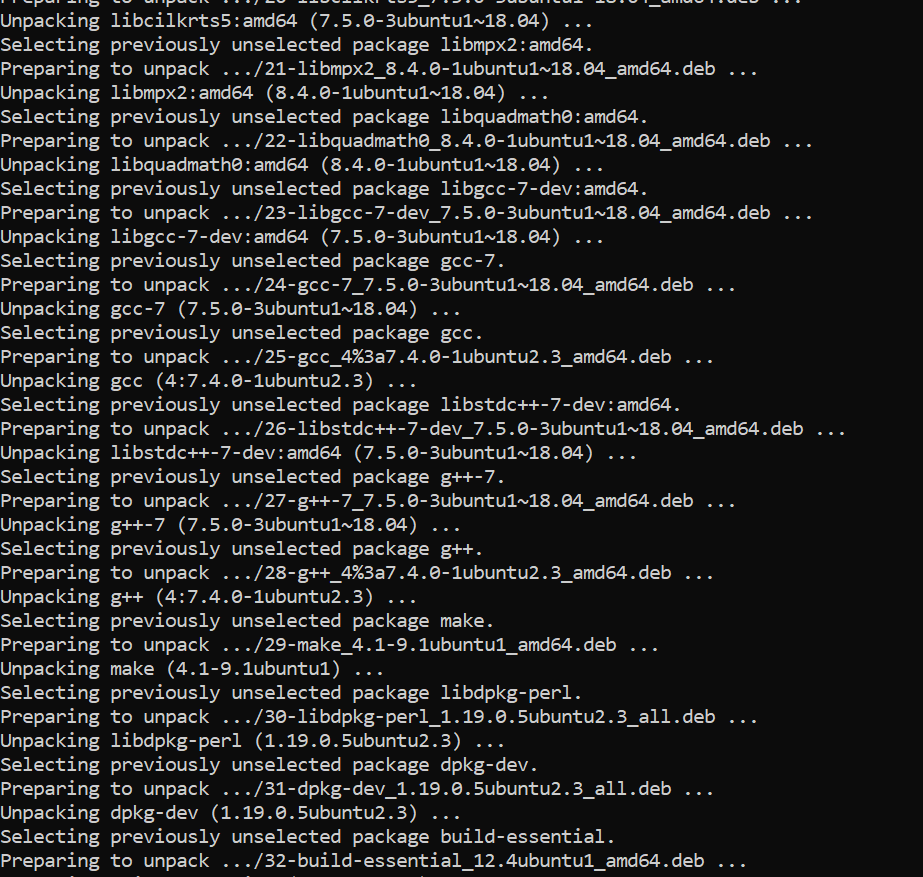 Unpacking libcilkrts5:amd64 (7.5.0-3ubuntu1~18.04) ...
Selecting previously unselected package libmpx2:amd64.
Preparing to unpack .../21-libmpx2_8.4.0-1ubuntu1~18.04_amd64.deb ...
Unpacking libmpx2:amd64 (8.4.0-1ubuntu1~18.04) ...
Selecting previously unselected package libquadmath0:amd64.
Preparing to unpack .../22-libquadmath0_8.4.0-1ubuntu1~18.04_amd64.deb ...
Unpacking libquadmath0:amd64 (8.4.0-1ubuntu1~18.04) ...
Selecting previously unselected package libgcc-7-dev:amd64.
Preparing to unpack .../23-libgcc-7-dev_7.5.0-3ubuntu1~18.04_amd64.deb ...
Unpacking libgcc-7-dev:amd64 (7.5.0-3ubuntu1~18.04) ...
Selecting previously unselected package gcc-7.
Preparing to unpack .../24-gcc-7_7.5.0-3ubuntu1~18.04_amd64.deb ...
Unpacking gcc-7 (7.5.0-3ubuntu1~18.04) ...
Selecting previously unselected package gcc.
Preparing to unpack .../25-gcc_4%3a7.4.0-1ubuntu2.3_amd64.deb ...
Unpacking gcc (4:7.4.0-1ubuntu2.3) ...
Selecting previously unselected package libstdc++-7-dev:amd64.
Preparing to unpack .../26-libstdc++-7-dev_7.5.0-3ubuntu1~18.04_amd64.deb ...
Unpacking libstdc++-7-dev:amd64 (7.5.0-3ubuntu1~18.04) ...
Selecting previously unselected package g++-7.
Preparing to unpack .../27-g++-7_7.5.0-3ubuntu1~18.04_amd64.deb ...
Unpacking g++-7 (7.5.0-3ubuntu1~18.04) ...
Selecting previously unselected package g++.
Preparing to unpack .../28-g++_4%3a7.4.0-1ubuntu2.3_amd64.deb ...
Unpacking g++ (4:7.4.0-1ubuntu2.3) ...
Selecting previously unselected package make.
Preparing to unpack .../29-make_4.1-9.1ubuntu1_amd64.deb ...
Unpacking make (4.1-9.1ubuntu1) ...
Selecting previously unselected package libdpkg-perl.
Preparing to unpack .../30-libdpkg-perl_1.19.0.5ubuntu2.3_all.deb ...
Unpacking libdpkg-perl (1.19.0.5ubuntu2.3) ...
Selecting previously unselected package dpkg-dev.
Preparing to unpack .../31-dpkg-dev_1.19.0.5ubuntu2.3_all.deb ...
Unpacking dpkg-dev (1.19.0.5ubuntu2.3) ...
Selecting previously unselected package build-essential.
Preparing to unpack .../32-build-essential_12.4ubuntu1_amd64.deb ...